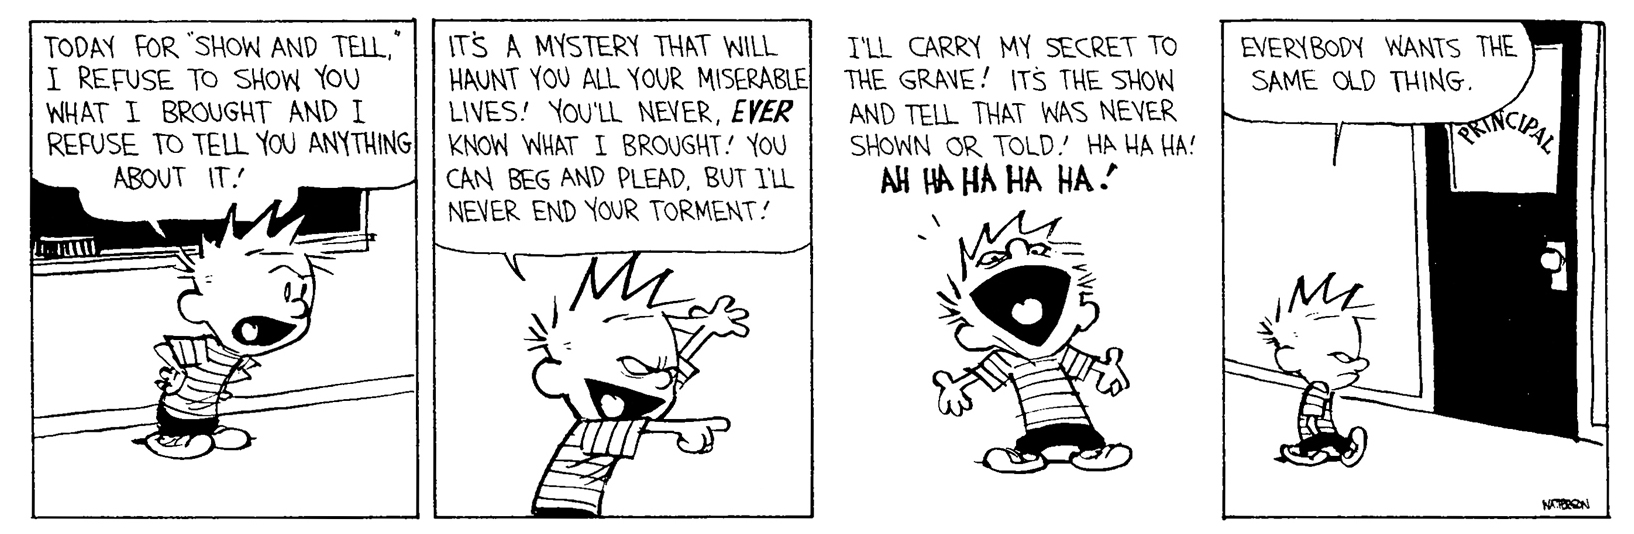 TODAY FOR "SHOW AND TELL,"
I REFUSE TO SHOW YOU
WHAT I BROUGHT AND I
REFUSE TO TELL YOU ANYTHING
ABOUT IT!
IT'S A MYSTERY THAT WILL
HAUNT YOU ALL YOUR MISERABLE
LIVES! YOU'LL NEVER, EVER
KNOW WHAT I BROUGHT! YOU
CAN BEG AND PLEAD, BUT I'LL
NEVER END YOUR TORMENT!
I'LL CARRY MY SECRET TO
THE GRAVE! IT'S THE SHOW
AND TELL THAT WAS NEVER
SHOWN OR TOLD! HA HA HA!
AH HA HA HA HA!
EVERYBODY WANTS THE
SAME OLD THING.
PRINCIPAL
WATTERSON